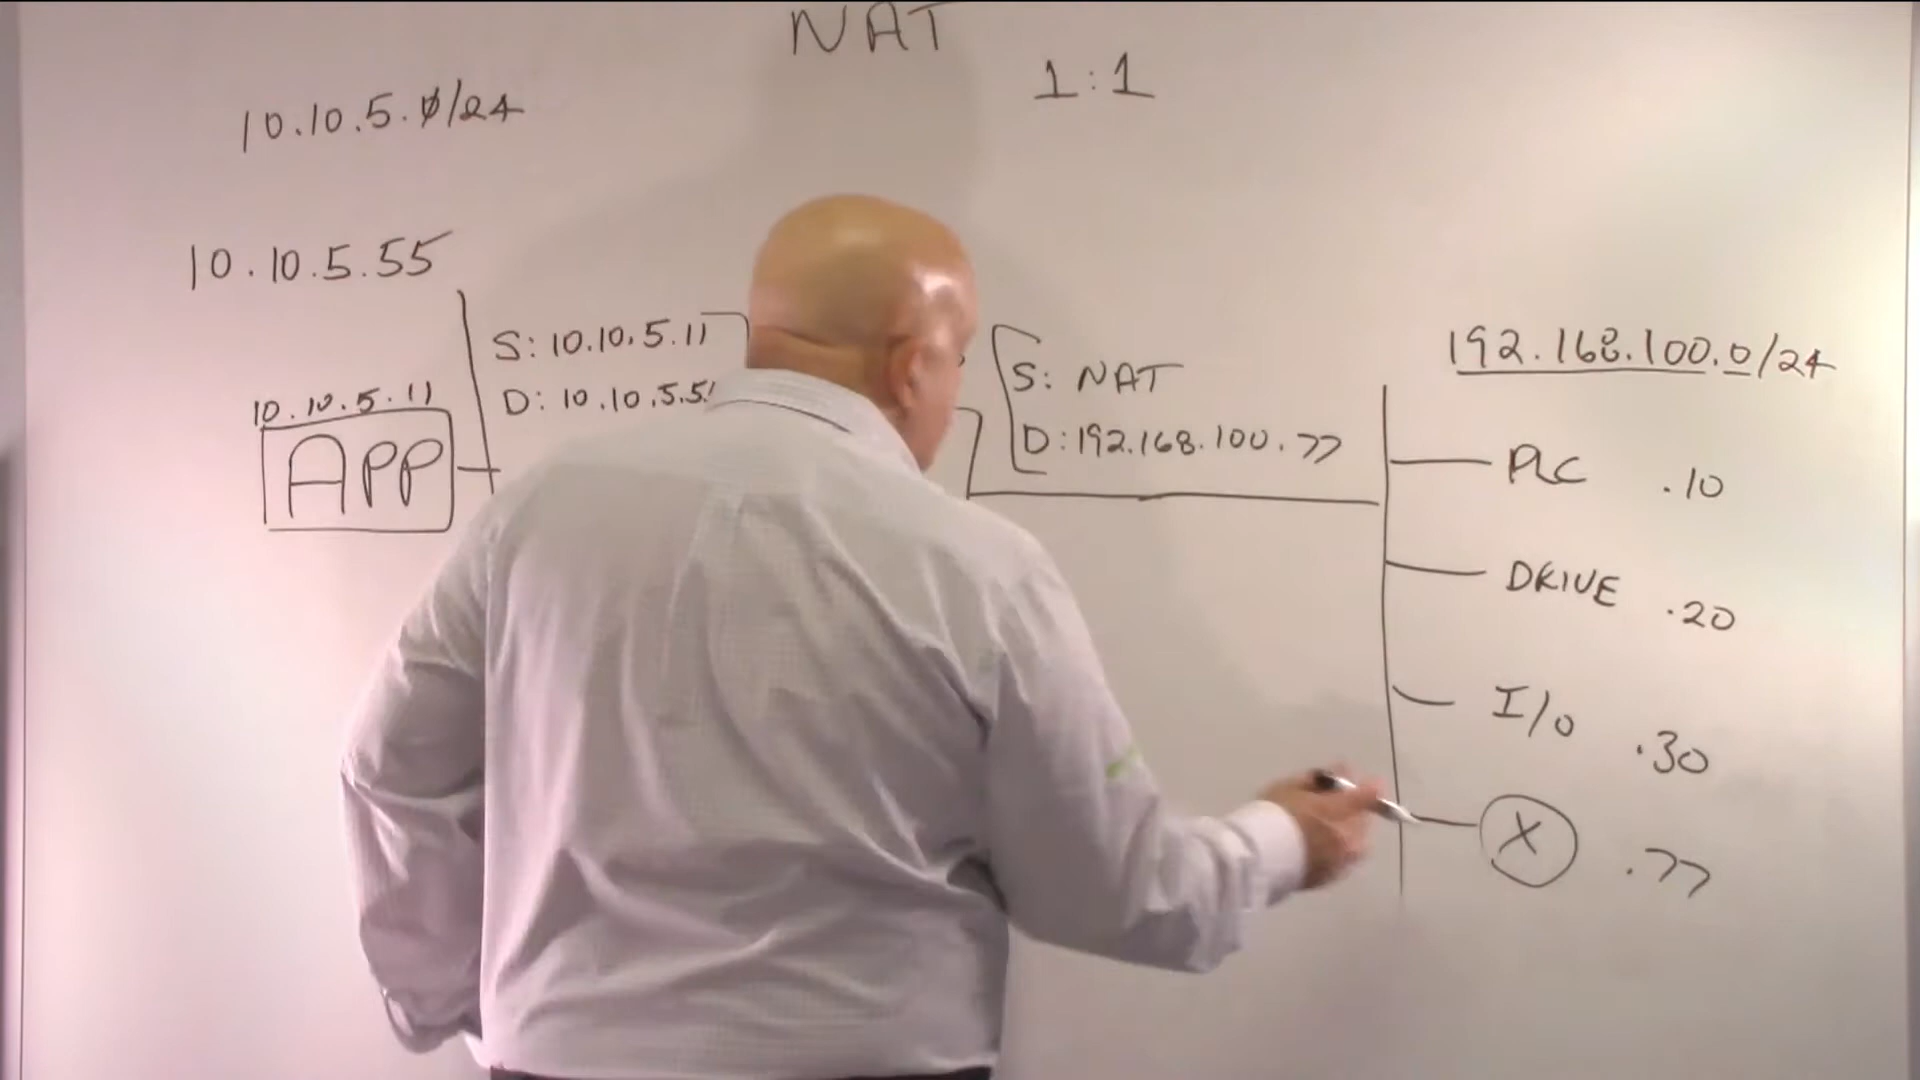 NAT
1:1
10.10.5.0/24
10.10.5.55
10.10.5.11
APP
S: 10.10.5.11
D: 10.10.5.5
S: NAT
D:192.168.100.77
192.168.100.0/24
PLC .10
DRIVE .20
I/O .30
X .77